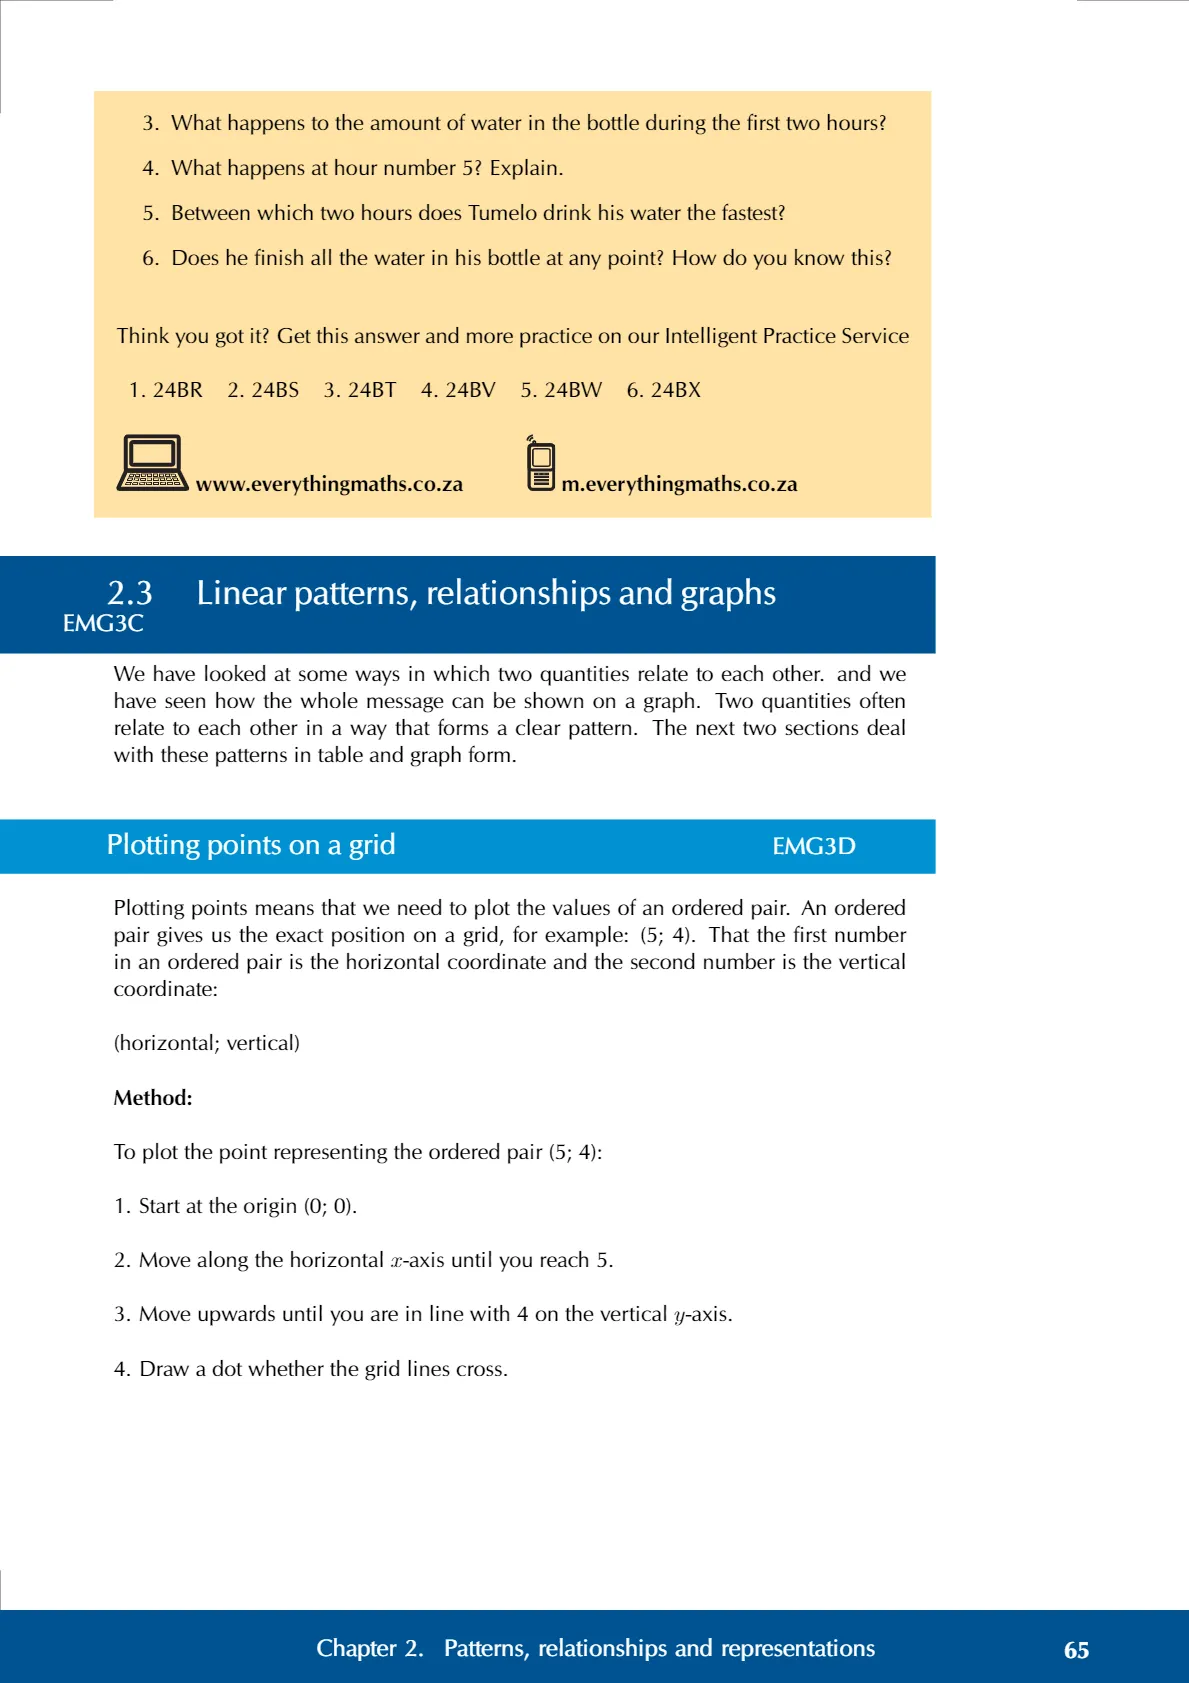 3. What happens to the amount of water in the bottle during the first two hours?
4. What happens at hour number 5? Explain.
5. Between which two hours does Tumelo drink his water the fastest?
6. Does he finish all the water in his bottle at any point? How do you know this?
Think you got it? Get this answer and more practice on our Intelligent Practice Service
1. 24BR 2. 24BS 3. 24BT 4. 24BV 5. 24BW 6. 24BX
www.everythingmaths.co.za m.everythingmaths.co.za
2.3 Linear patterns, relationships and graphs
EMG3C
We have looked at some ways in which two quantities relate to each other. and we
have seen how the whole message can be shown on a graph. Two quantities often
relate to each other in a way that forms a clear pattern. The next two sections deal
with these patterns in table and graph form.
Plotting points on a grid EMG3D
Plotting points means that we need to plot the values of an ordered pair. An ordered
pair gives us the exact position on a grid, for example: (5; 4). That the first number
in an ordered pair is the horizontal coordinate and the second number is the vertical
coordinate:
(horizontal; vertical)
Method:
To plot the point representing the ordered pair (5; 4):
1. Start at the origin (0; 0).
2. Move along the horizontal x-axis until you reach 5.
3. Move upwards until you are in line with 4 on the vertical y-axis.
4. Draw a dot whether the grid lines cross.
Chapter 2. Patterns, relationships and representations 65